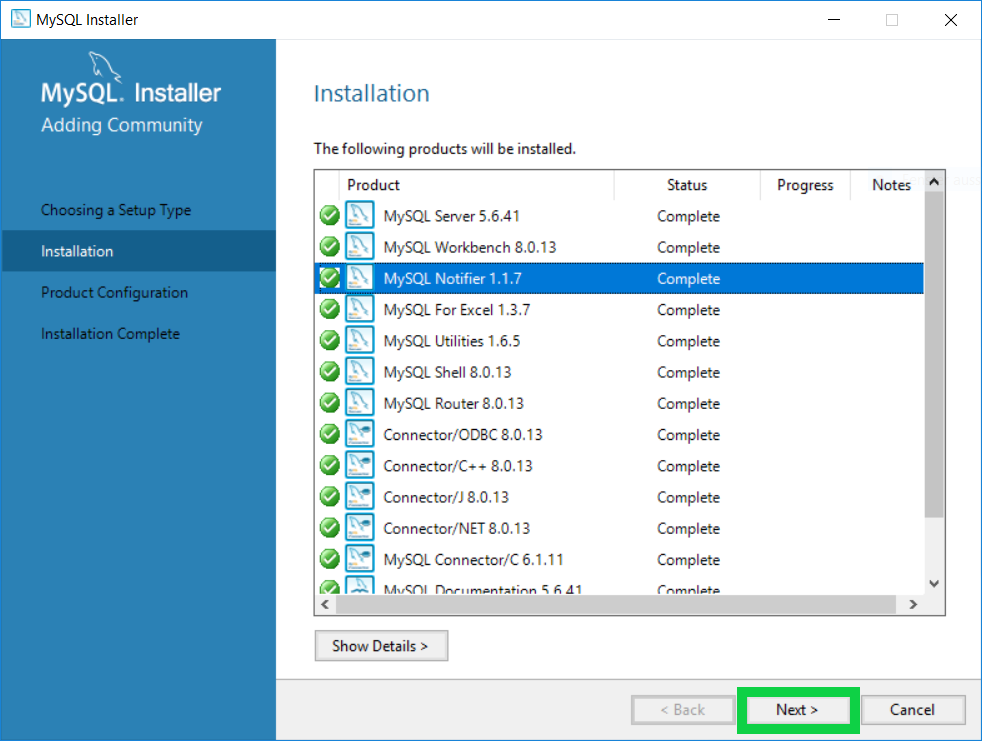 MySQL Installer
MySQL. Installer
Adding Community
Choosing a Setup Type
Installation
Product Configuration
Installation Complete
Installation
The following products will be installed.
Product Status Progress Notes
MySQL Server 5.6.41 Complete
MySQL Workbench 8.0.13 Complete
MySQL Notifier 1.1.7 Complete
MySQL For Excel 1.3.7 Complete
MySQL Utilities 1.6.5 Complete
MySQL Shell 8.0.13 Complete
MySQL Router 8.0.13 Complete
Connector/ODBC 8.0.13 Complete
Connector/C++ 8.0.13 Complete
Connector/J 8.0.13 Complete
Connector/NET 8.0.13 Complete
MySQL Connector/C 6.1.11 Complete
MySQL Documentation 5.6.41 Complete
Show Details >
< Back Next > Cancel